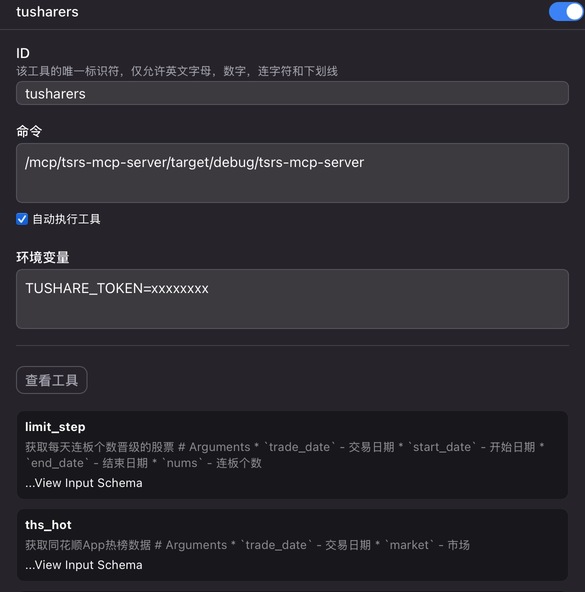 tusharers
ID
该工具的唯一标识符，仅允许英文字母，数字，连字符和下划线
tusharers
命令
/mcp/tsrs-mcp-server/target/debug/tsrs-mcp-server
自动执行工具
环境变量
TUSHARE_TOKEN=xxxxxxxx
查看工具
limit_step
获取每天连板个数晋级的股票 # Arguments * `trade_date` - 交易日期 * `start_date` - 开始日期 *
`end_date` - 结束日期 * `nums` - 连板个数
...View Input Schema
ths_hot
获取同花顺App热榜数据 # Arguments * `trade_date` - 交易日期 * `market` - 市场
...View Input Schema